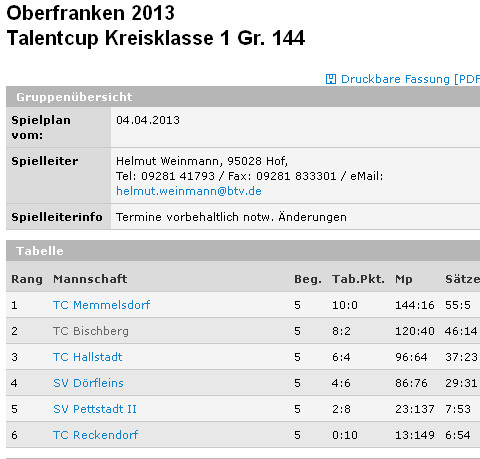 Oberfranken 2013
Talentcup Kreisklasse 1 Gr. 144
Druckbare Fassung [PDF
Gruppenübersicht
Spielplan vom: 04.04.2013
Spielleiter Helmut Weinmann, 95028 Hof,
Tel: 09281 41793 / Fax: 09281 833301 / eMail:
helmut.weinmann@btv.de
Spielleiterinfo Termine vorbehaltlich notw. Änderungen
Tabelle
Rang Mannschaft Beg. Tab.Pkt. Mp Sätze
1 TC Memmelsdorf 5 10:0 144:16 55:5
2 TC Bischberg 5 8:2 120:40 46:14
3 TC Hallstadt 5 6:4 96:64 37:23
4 SV Dörfleins 5 4:6 86:76 29:31
5 SV Pettstadt II 5 2:8 23:137 7:53
6 TC Reckendorf 5 0:10 13:149 6:54